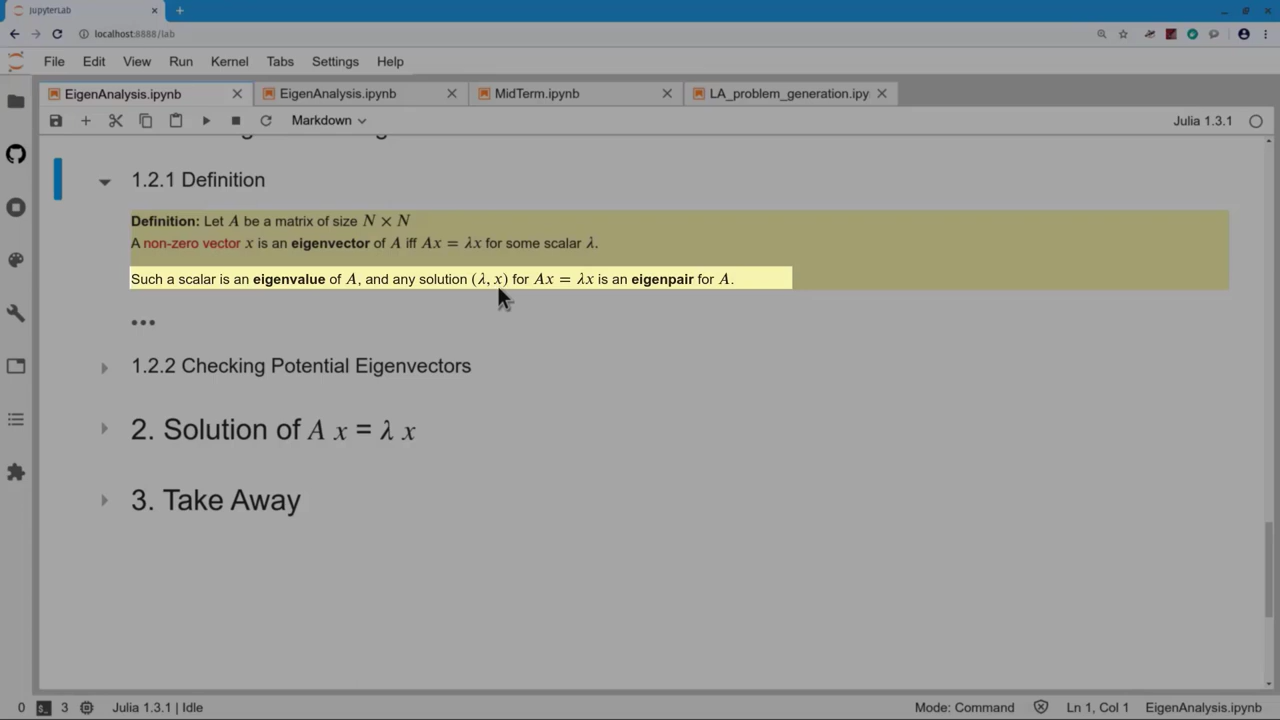 JupyterLab
localhost:8888/lab
File Edit View Run Kernel Tabs Settings Help
EigenAnalysis.ipynb EigenAnalysis.ipynb MidTerm.ipynb LA_problem_generation.ipy
Markdown Julia 1.3.1
1.2.1 Definition
Definition: Let A be a matrix of size N × N
A non-zero vector x is an eigenvector of A iff Ax = λx for some scalar λ.
Such a scalar is an eigenvalue of A, and any solution (λ, x) for Ax = λx is an eigenpair for A.
•••
1.2.2 Checking Potential Eigenvectors
2. Solution of A x = λ x
3. Take Away
0 $_ 3 Julia 1.3.1 | Idle Mode: Command Ln 1, Col 1 EigenAnalysis.ipynb